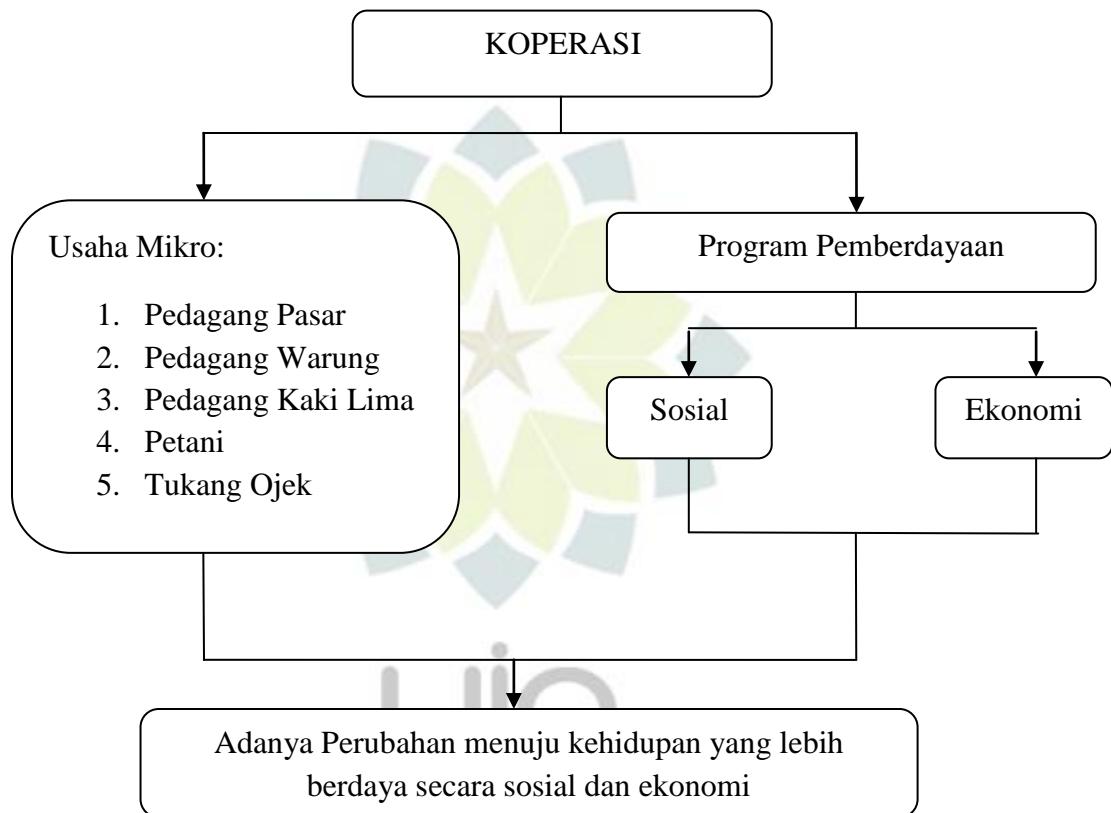 KOPERASI
Usaha Mikro:
1. Pedagang Pasar
2. Pedagang Warung
3. Pedagang Kaki Lima
4. Petani
5. Tukang Ojek
Program Pemberdayaan
Sosial
Ekonomi
uin
Adanya Perubahan menuju kehidupan yang lebih
berdaya secara sosial dan ekonomi